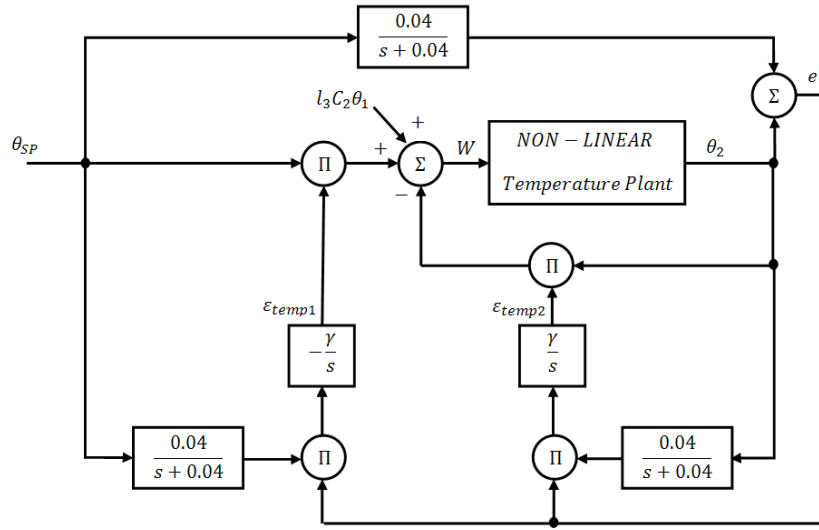 0.04
s + 0.04
l₃C₂θ₁
+
e
Σ
θ_SP
Π
+
Σ
W
NON − LINEAR
Temperature Plant
θ₂
−
Π
ε_temp1
ε_temp2
−γ/s
γ/s
0.04
s + 0.04
Π
Π
0.04
s + 0.04